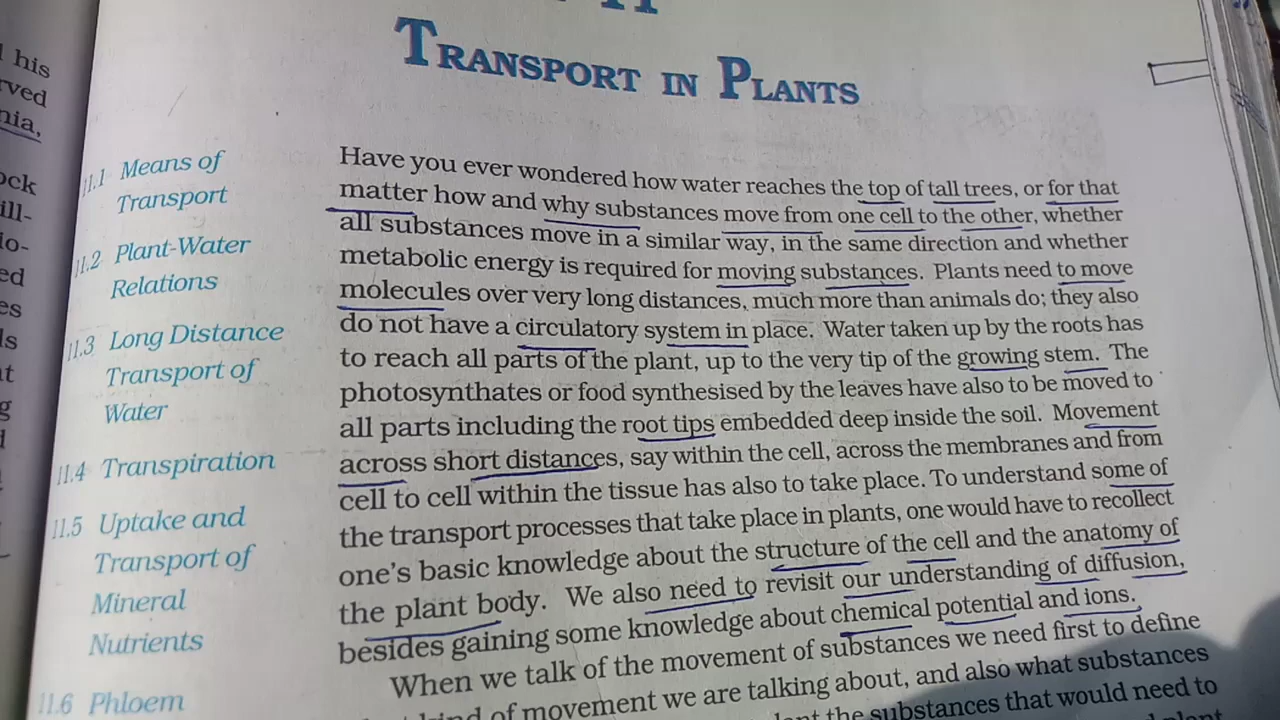 TRANSPORT IN PLANTS
11.1 Means of
Transport
11.2 Plant-Water
Relations
11.3 Long Distance
Transport of
Water
11.4 Transpiration
11.5 Uptake and
Transport of
Mineral
Nutrients
11.6 Phloem
Have you ever wondered how water reaches the top of tall trees, or for that
matter how and why substances move from one cell to the other, whether
all substances move in a similar way, in the same direction and whether
metabolic energy is required for moving substances. Plants need to move
molecules over very long distances, much more than animals do; they also
do not have a circulatory system in place. Water taken up by the roots has
to reach all parts of the plant, up to the very tip of the growing stem. The
photosynthates or food synthesised by the leaves have also to be moved to
all parts including the root tips embedded deep inside the soil. Movement
across short distances, say within the cell, across the membranes and from
cell to cell within the tissue has also to take place. To understand some of
the transport processes that take place in plants, one would have to recollect
one's basic knowledge about the structure of the cell and the anatomy of
the plant body. We also need to revisit our understanding of diffusion,
besides gaining some knowledge about chemical potential and ions.
When we talk of the movement of substances we need first to define
kind of movement we are talking about, and also what substances
the substances that would need to
his